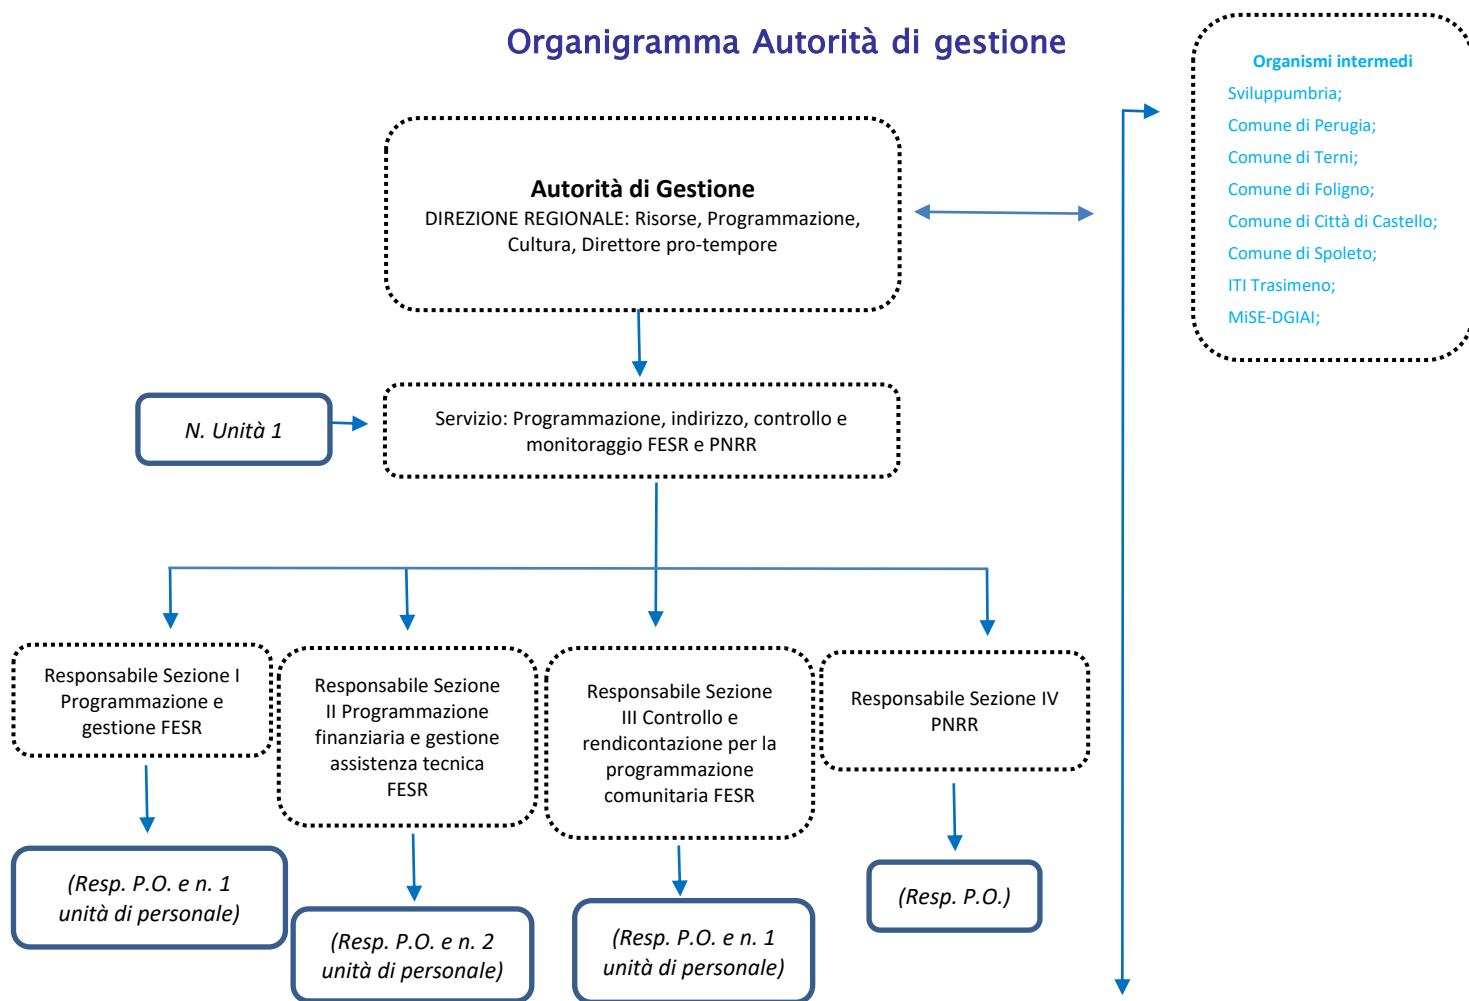 Organigramma Autorità di gestione
Organismi intermedi
Sviluppumbria;
Comune di Perugia;
Comune di Terni;
Comune di Foligno;
Comune di Città di Castello;
Comune di Spoleto;
ITI Trasimeno;
MiSE-DGIAI;
Autorità di Gestione
DIREZIONE REGIONALE: Risorse, Programmazione,
Cultura, Direttore pro-tempore
N. Unità 1
Servizio: Programmazione, indirizzo, controllo e
monitoraggio FESR e PNRR
Responsabile Sezione I
Programmazione e
gestione FESR
Responsabile Sezione
II Programmazione
finanziaria e gestione
assistenza tecnica
FESR
Responsabile Sezione
III Controllo e
rendicontazione per la
programmazione
comunitaria FESR
Responsabile Sezione IV
PNRR
(Resp. P.O. e n. 1
unità di personale)
(Resp. P.O. e n. 2
unità di personale)
(Resp. P.O. e n. 1
unità di personale)
(Resp. P.O.)